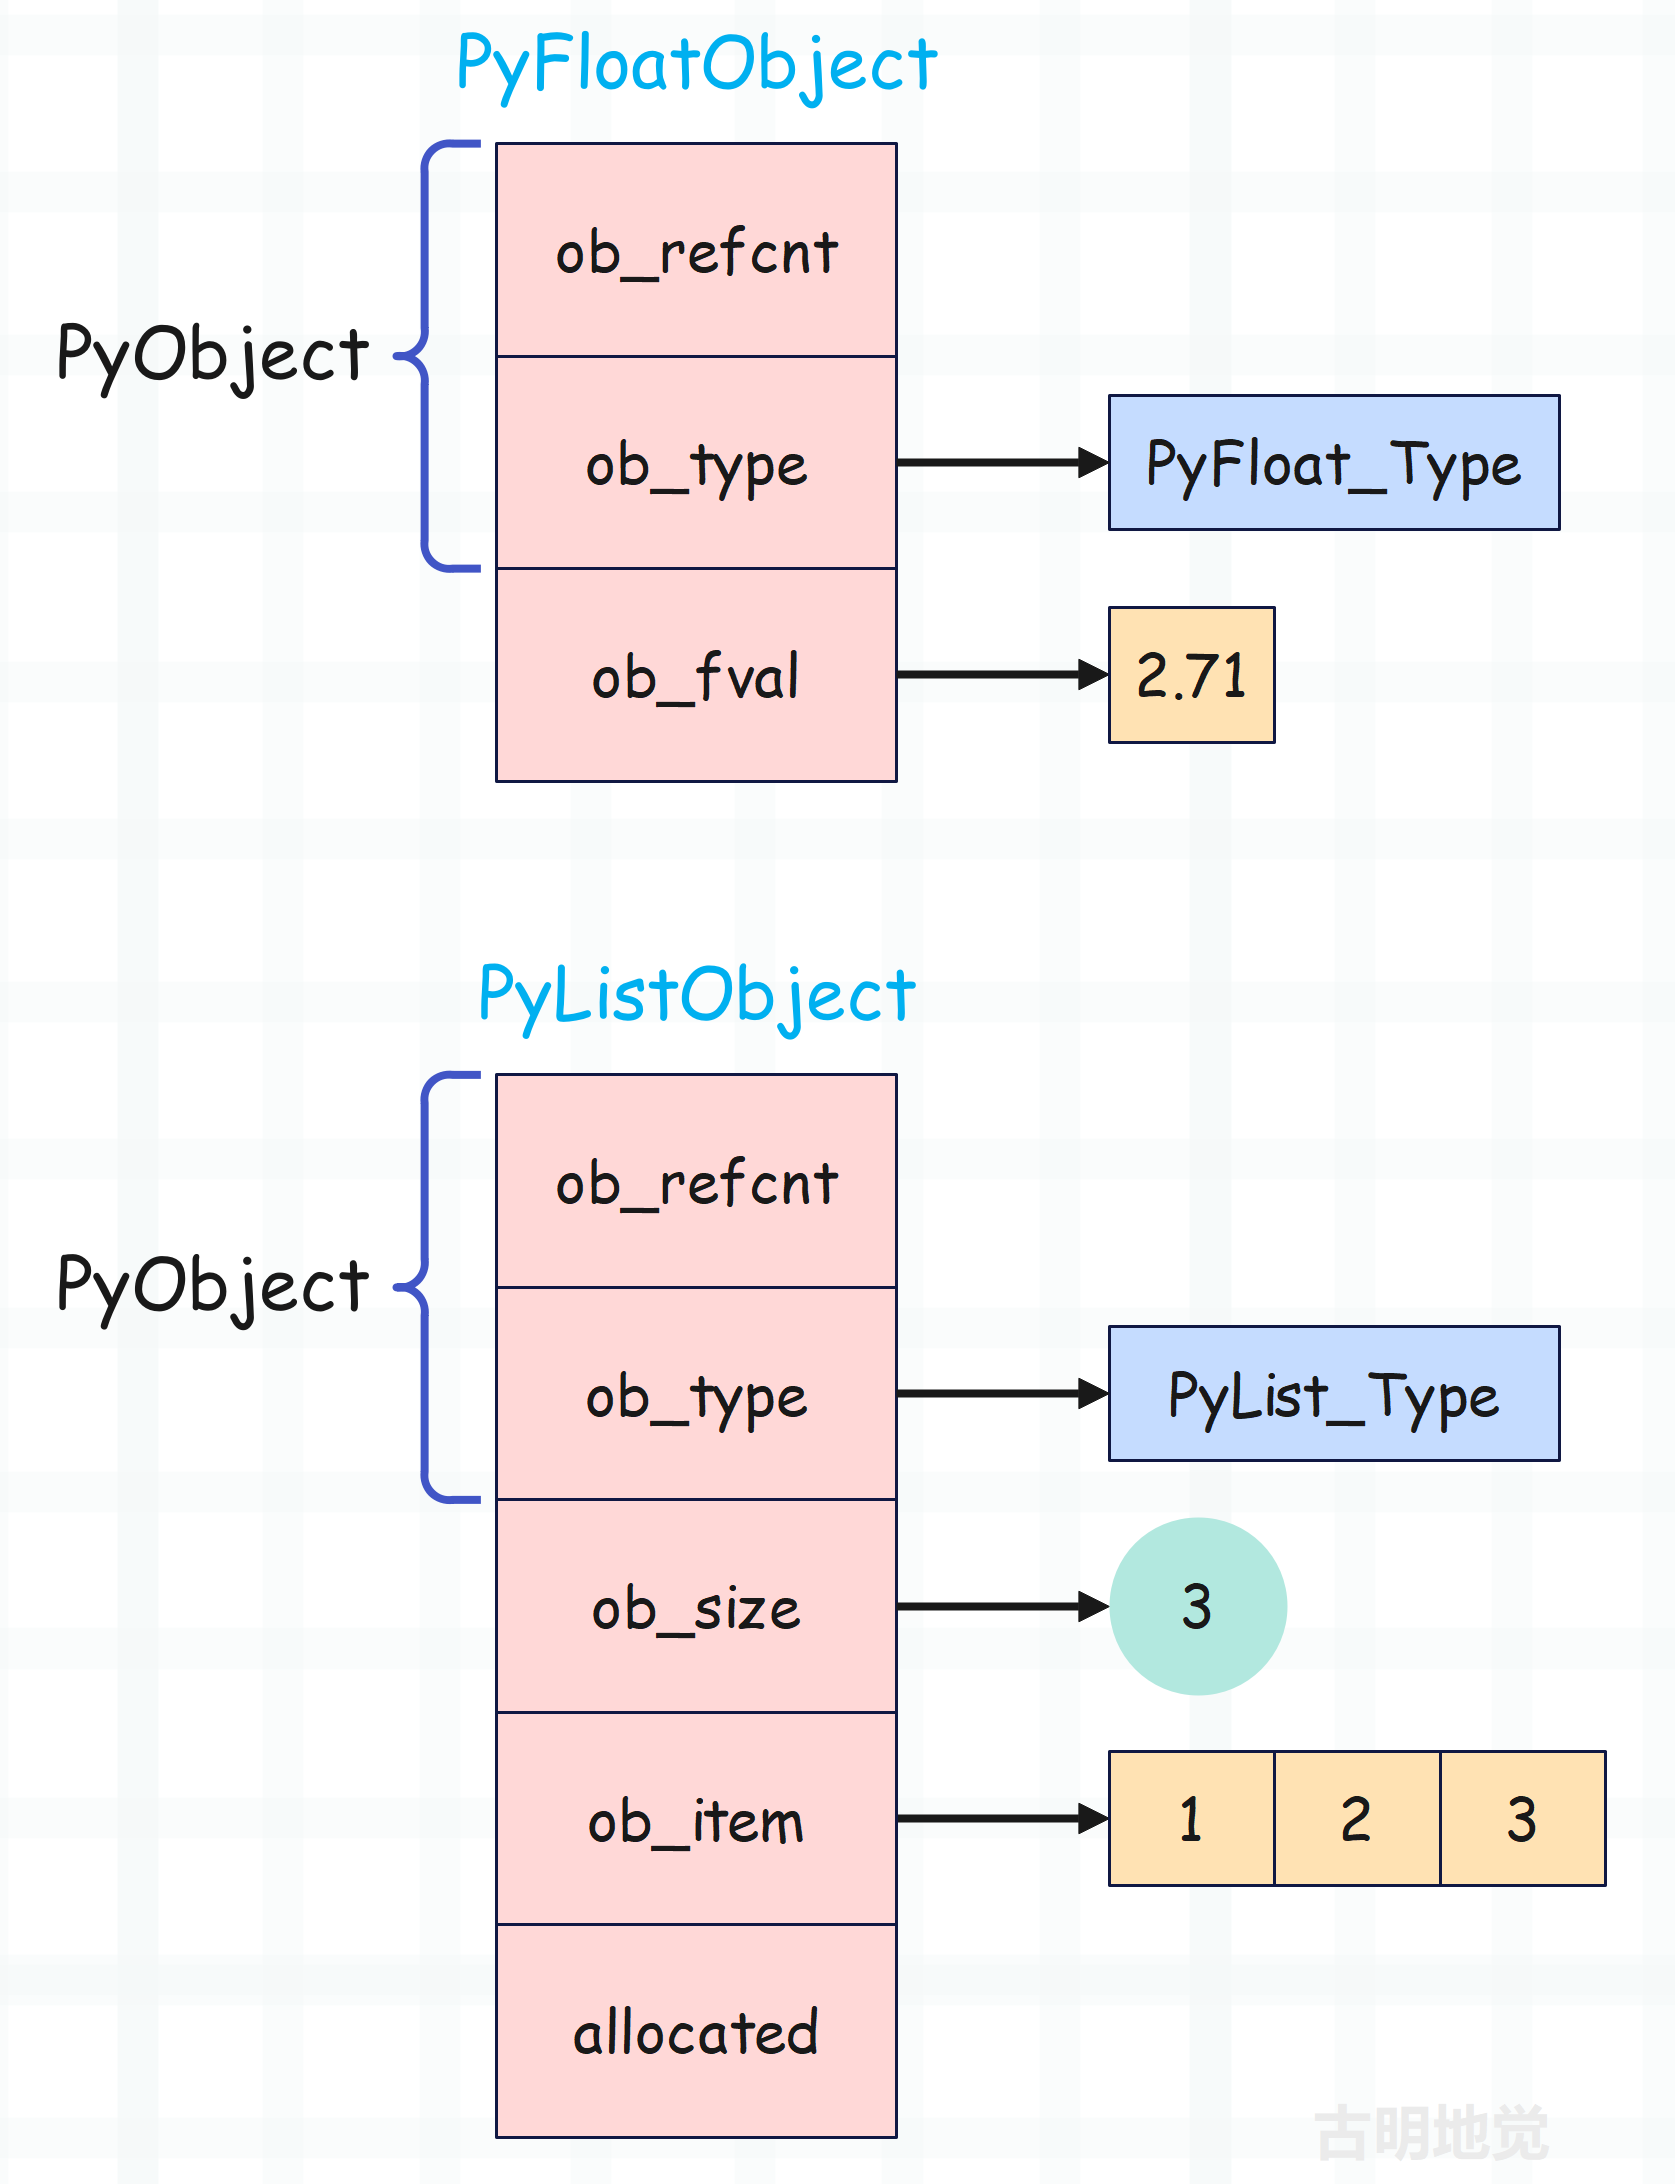 PyFloatObject
ob_refcnt
PyObject
ob_type
PyFloat_Type
ob_fval
2.71
PyListObject
ob_refcnt
PyObject
ob_type
PyList_Type
ob_size
3
ob_item
1 2 3
allocated
古明地觉